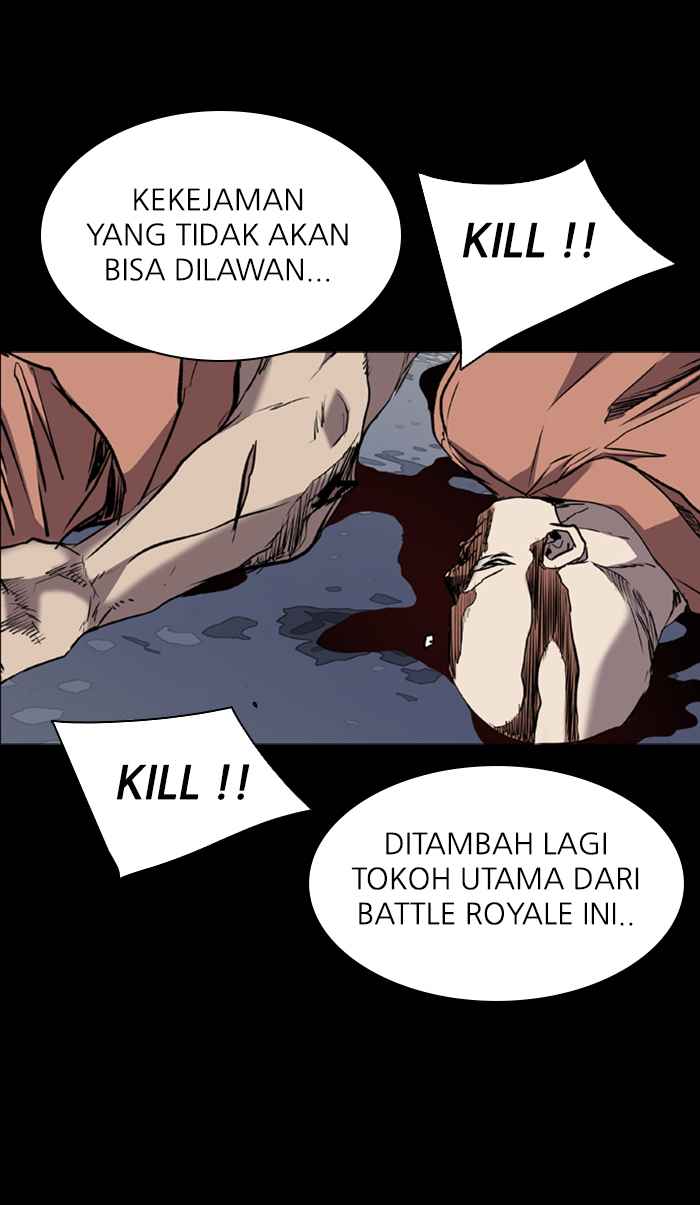 KEKEJAMAN
YANG TIDAK AKAN
BISA DILAWAN...
KILL !!
KILL !!
DITAMBAH LAGI
TOKOH UTAMA DARI
BATTLE ROYALE INI..